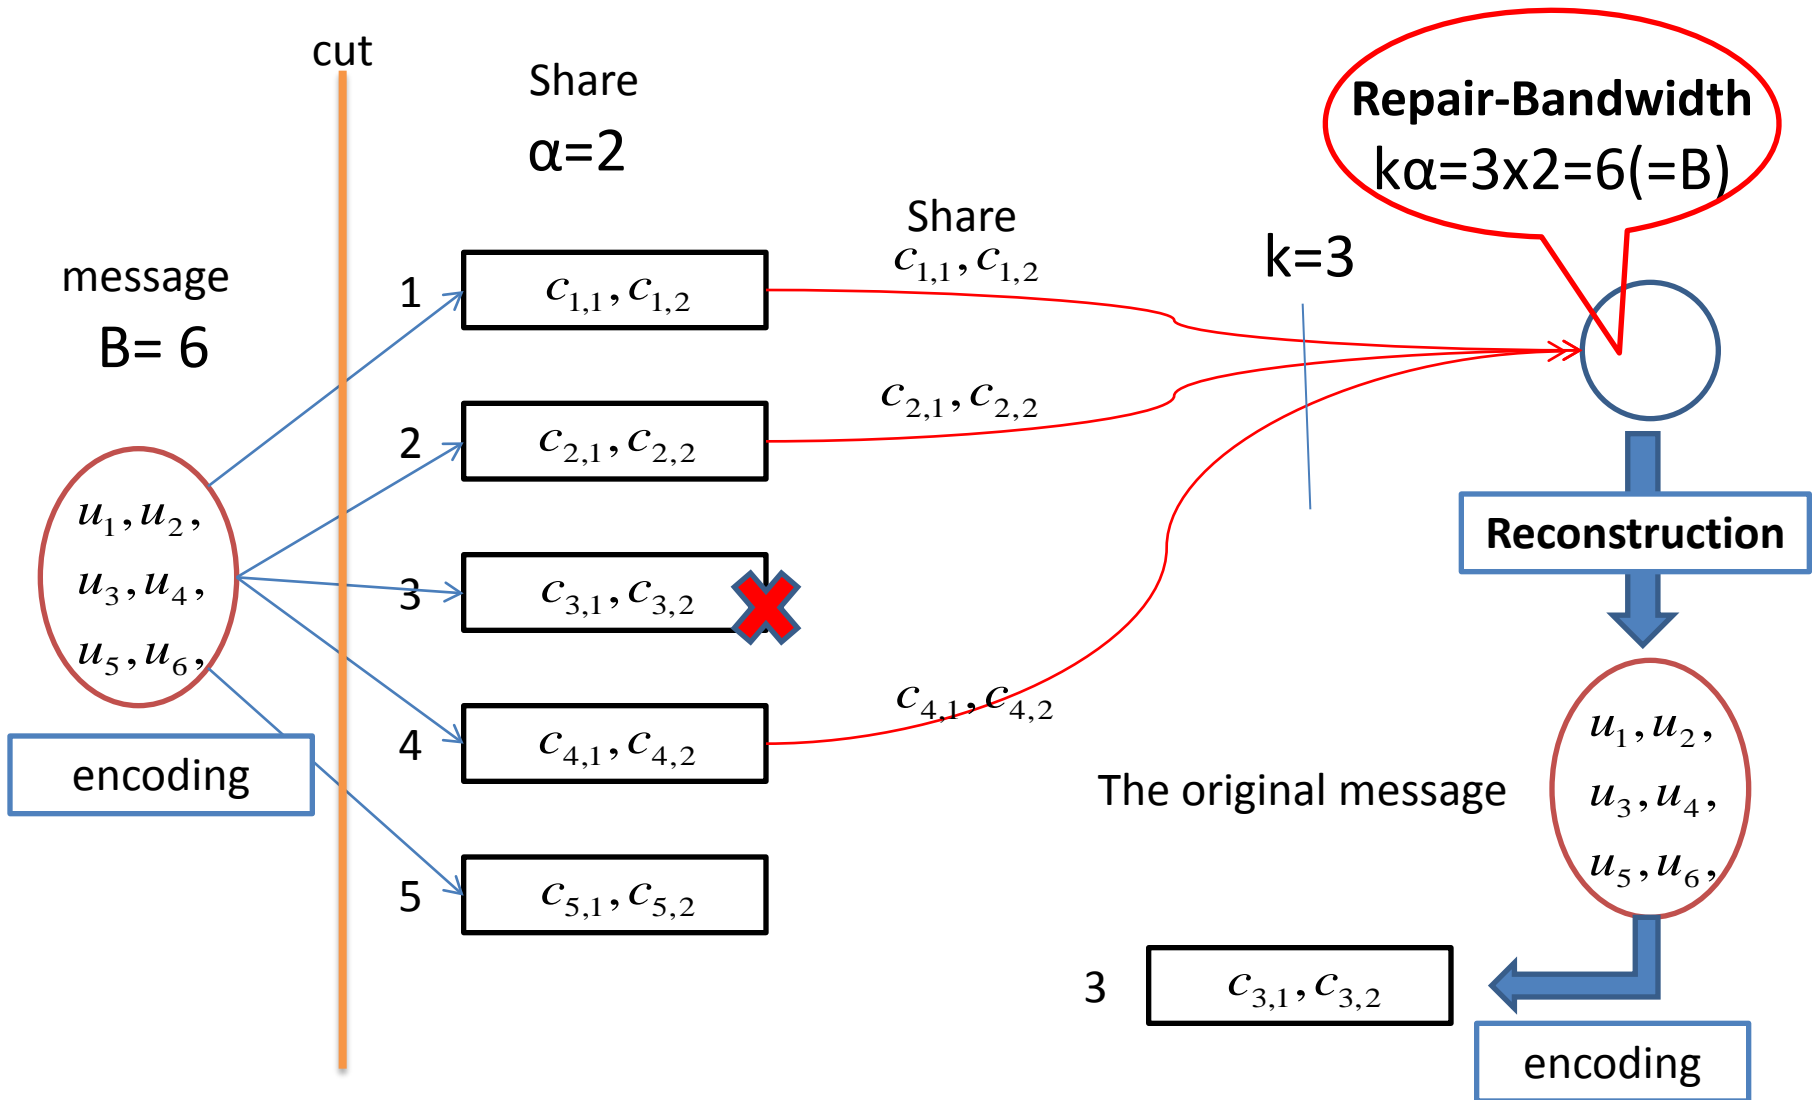 cut
Share
α=2
Repair-Bandwidth
kα=3x2=6(=B)
message
B= 6
Share
c1,1, c1,2
k=3
1
c1,1, c1,2
c2,1, c2,2
2
c2,1, c2,2
u1, u2,
u3, u4,
u5, u6,
3
c3,1, c3,2
Reconstruction
c4,1, c4,2
4
c4,1, c4,2
encoding
The original message
u1, u2,
u3, u4,
u5, u6,
5
c5,1, c5,2
3
c3,1, c3,2
encoding